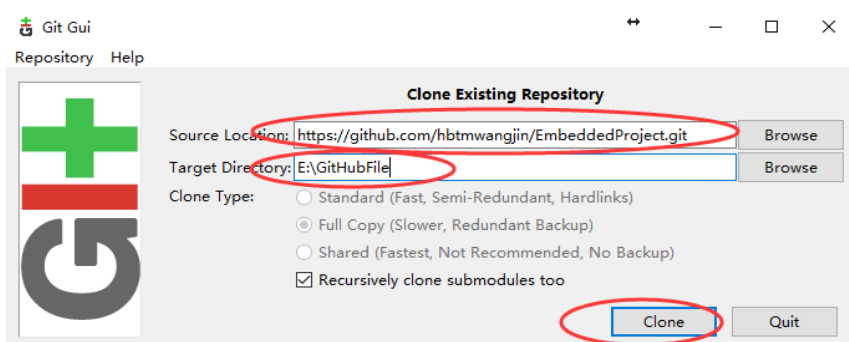 Git Gui
Repository Help
Clone Existing Repository
Source Location: https://github.com/hbtmwangjin/EmbeddedProject.git Browse
Target Directory: E:\GitHubFile Browse
Clone Type: Standard (Fast, Semi-Redundant, Hardlinks)
Full Copy (Slower, Redundant Backup)
Shared (Fastest, Not Recommended, No Backup)
Recursively clone submodules too
Clone Quit